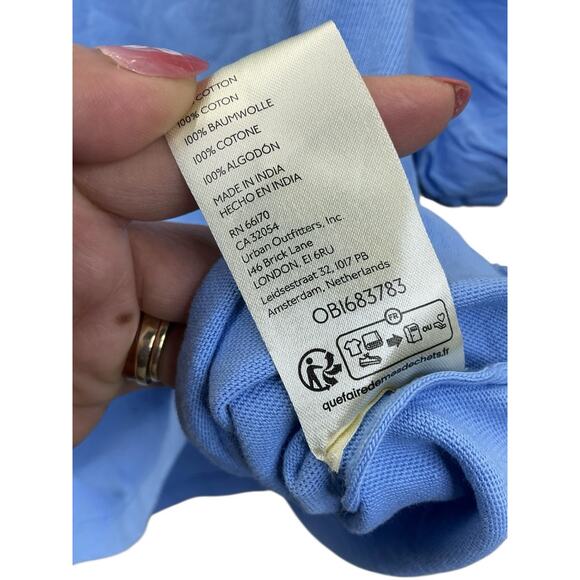 COTTON
100% COTON
100% BAUMWOLLE
100% COTONE
100% ALGODÓN
MADE IN INDIA
HECHO EN INDIA
RN 66170
CA 32054
Urban Outfitters, Inc.
146 Brick Lane
LONDON, E1 6RU
Leidsestraat 32, 1017 PB
Amsterdam, Netherlands
OB1683783
FR
OU
quefairedemesdechets.fr